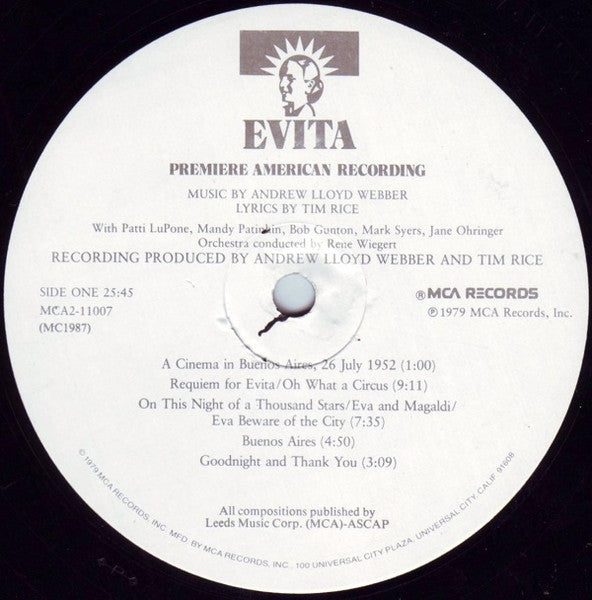 EVITA
PREMIERE AMERICAN RECORDING
MUSIC BY ANDREW LLOYD WEBBER
LYRICS BY TIM RICE
With Patti LuPone, Mandy Patinkin, Bob Gunton, Mark Syers, Jane Ohringer
Orchestra conducted by Rene Wiegert
RECORDING PRODUCED BY ANDREW LLOYD WEBBER AND TIM RICE
SIDE ONE 25:45
MCA2-11007
(MC1987)
® MCA RECORDS
℗ 1979 MCA Records, Inc.
A Cinema in Buenos Aires, 26 July 1952 (1:00)
Requiem for Evita/Oh What a Circus (9:11)
On This Night of a Thousand Stars/Eva and Magaldi/
Eva Beware of the City (7:35)
Buenos Aires (4:50)
Goodnight and Thank You (3:09)
All compositions published by
Leeds Music Corp. (MCA)-ASCAP
© 1979 MCA RECORDS, INC. MFD. BY MCA RECORDS, INC., 100 UNIVERSAL CITY PLAZA, UNIVERSAL CITY, CALIF. 91608